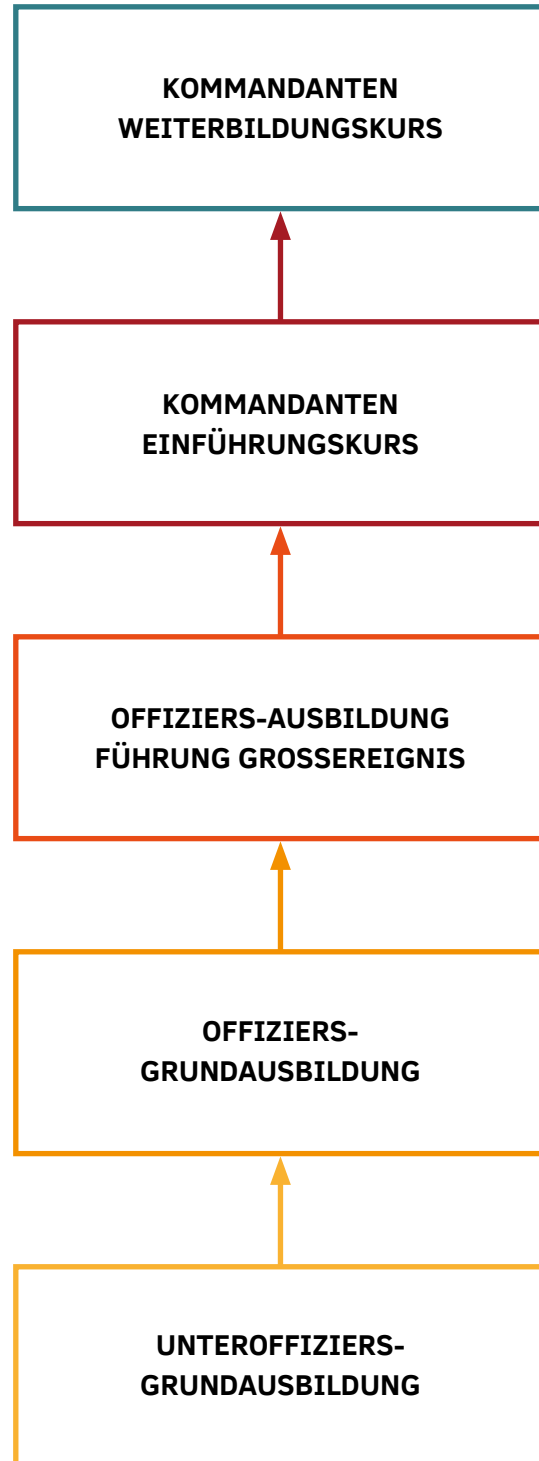 KOMMANDANTEN
WEITERBILDUNGSKURS
KOMMANDANTEN
EINFÜHRUNGSKURS
OFFIZIERS-AUSBILDUNG
FÜHRUNG GROSSEREIGNIS
OFFIZIERS-
GRUNDAUSBILDUNG
UNTEROFFIZIERS-
GRUNDAUSBILDUNG